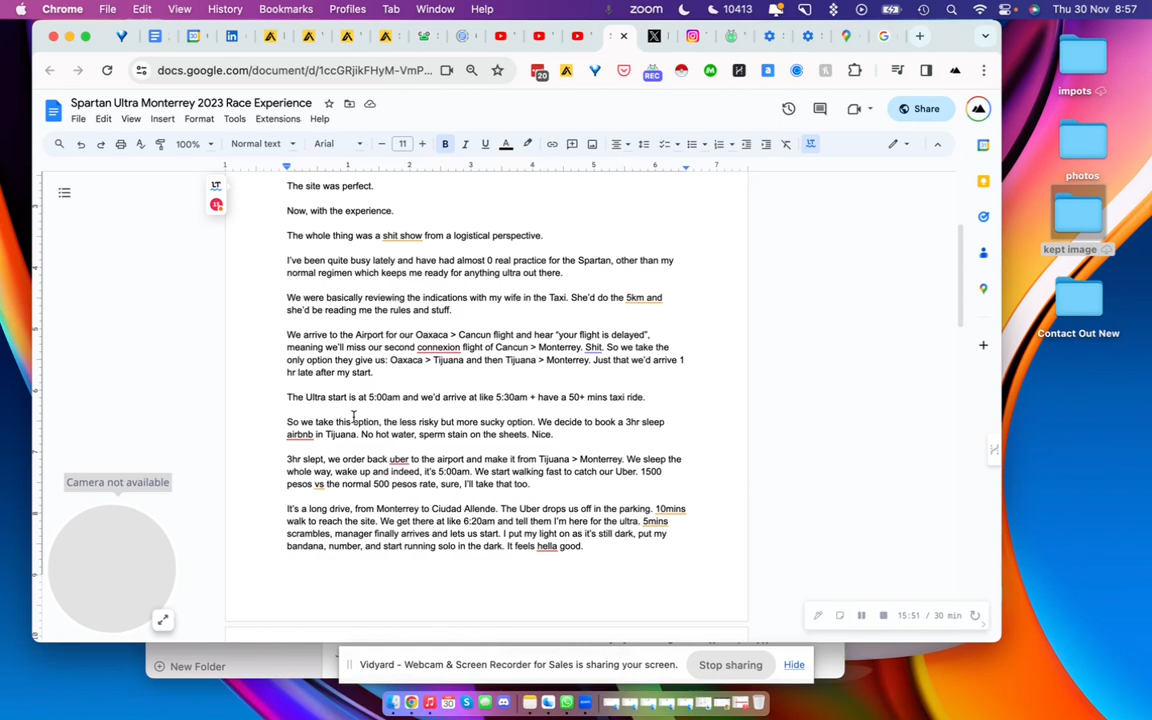 Chrome File Edit View History Bookmarks Profiles Tab Window Help zoom 10413 Thu 30 Nov 8:57
docs.google.com/document/d/1ccGRjikFHyM-VmP... 20 REC
Spartan Ultra Monterrey 2023 Race Experience
Share
File Edit View Insert Format Tools Extensions Help
100% Normal text Arial 11 B I U A
1 1 2 3 4 5 6 7
The site was perfect.
Now, with the experience.
The whole thing was a shit show from a logistical perspective.
I've been quite busy lately and have had almost 0 real practice for the Spartan, other than my
normal regimen which keeps me ready for anything ultra out there.
We were basically reviewing the indications with my wife in the Taxi. She'd do the 5km and
she'd be reading me the rules and stuff.
We arrive to the Airport for our Oaxaca > Cancun flight and hear "your flight is delayed",
meaning we'll miss our second connexion flight of Cancun > Monterrey. Shit. So we take the
only option they give us: Oaxaca > Tijuana and then Tijuana > Monterrey. Just that we'd arrive 1
hr late after my start.
The Ultra start is at 5:00am and we'd arrive at like 5:30am + have a 50+ mins taxi ride.
So we take this option, the less risky but more sucky option. We decide to book a 3hr sleep
airbnb in Tijuana. No hot water, sperm stain on the sheets. Nice.
3hr slept, we order back uber to the airport and make it from Tijuana > Monterrey. We sleep the
whole way, wake up and indeed, it's 5:00am. We start walking fast to catch our Uber. 1500
pesos vs the normal 500 pesos rate, sure, I'll take that too.
It's a long drive, from Monterrey to Ciudad Allende. The Uber drops us off in the parking. 10mins
walk to reach the site. We get there at like 6:20am and tell them I'm here for the ultra. 5mins
scrambles, manager finally arrives and lets us start. I put my light on as it's still dark, put my
bandana, number, and start running solo in the dark. It feels hella good.
Camera not available
15:51 / 30 min
New Folder
Vidyard - Webcam & Screen Recorder for Sales is sharing your screen. Stop sharing Hide
impots
photos
kept image
Contact Out New